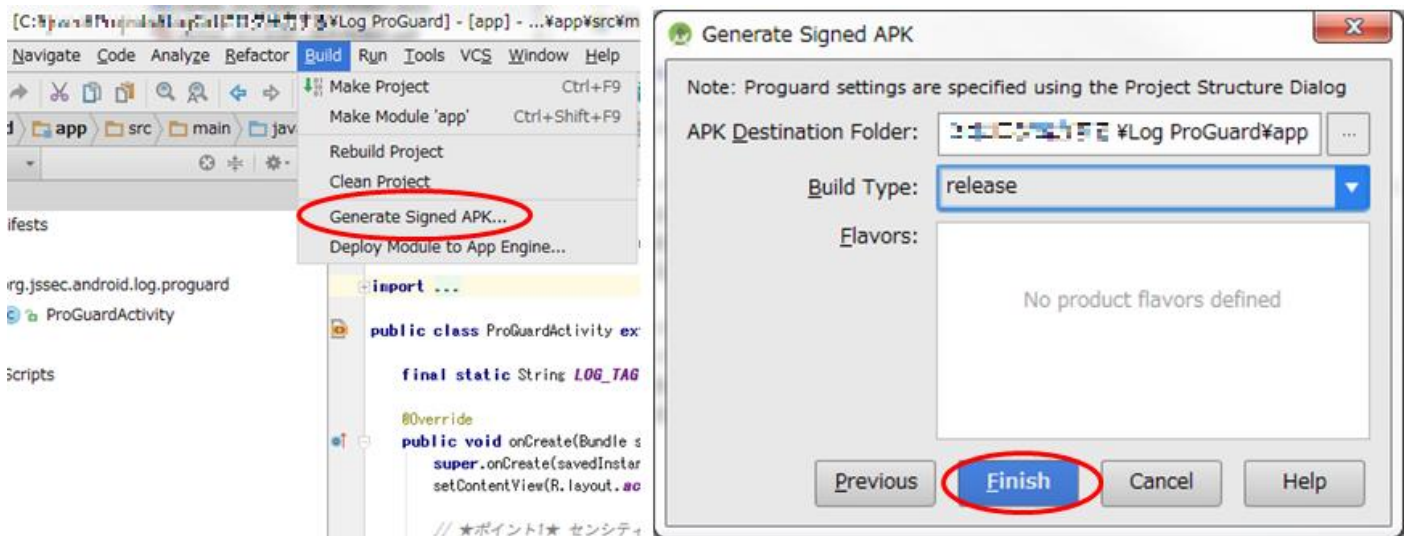 ¥Log ProGuard] - [app] - ...¥app¥src¥m
Navigate Code Analyze Refactor Build Run Tools VCS Window Help
app src main jav
Make Project Ctrl+F9
Make Module 'app' Ctrl+Shift+F9
Rebuild Project
Clean Project
Generate Signed APK...
Deploy Module to App Engine...
ifests
rg.jssec.android.log.proguard
ProGuardActivity
Scripts
import ...
public class ProGuardActivity ex
final static String LOG_TAG
@Override
public void onCreate(Bundle s
super.onCreate(savedInstan
setContentView(R.layout.ac
// ★ポイント1★ センシティ
Generate Signed APK
Note: Proguard settings are specified using the Project Structure Dialog
APK Destination Folder: ¥Log ProGuard¥app ...
Build Type: release
Flavors:
No product flavors defined
Previous Finish Cancel Help